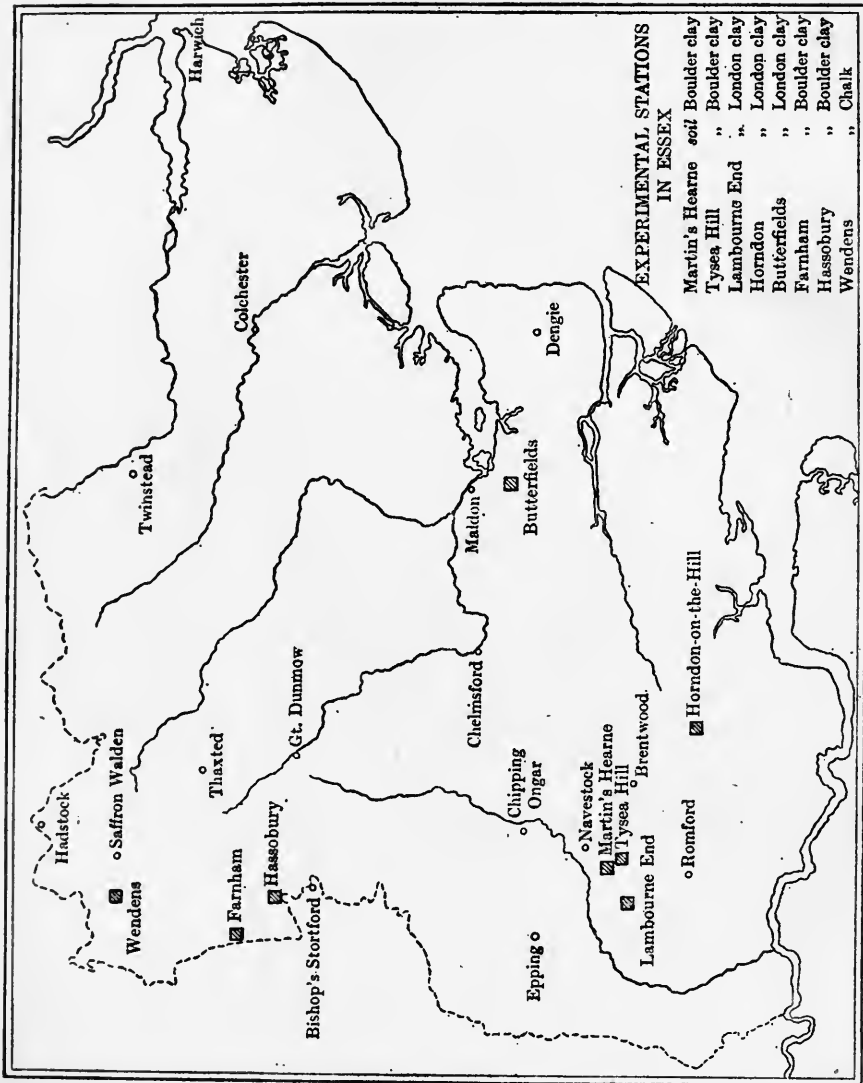 Hadstock
Saffron Walden
Wendens
Thaxted
Farnham
Hassobury
Gt. Dunmow
Bishop's Stortford
Twinstead
Colchester
Harwich
Chelmsford
Maldon
Butterfields
Dengie
Epping
Chipping
Ongar
Navestock
Martin's Hearne
Tysea Hill
Brentwood
Lambourne End
Romford
Horndon-on-the-Hill
EXPERIMENTAL STATIONS
IN ESSEX
Martin's Hearne soil Boulder clay
Tysea Hill „ Boulder clay
Lambourne End „ London clay
Horndon „ London clay
Butterfields „ London clay
Farnham „ Boulder clay
Hassobury „ Boulder clay
Wendens „ Chalk